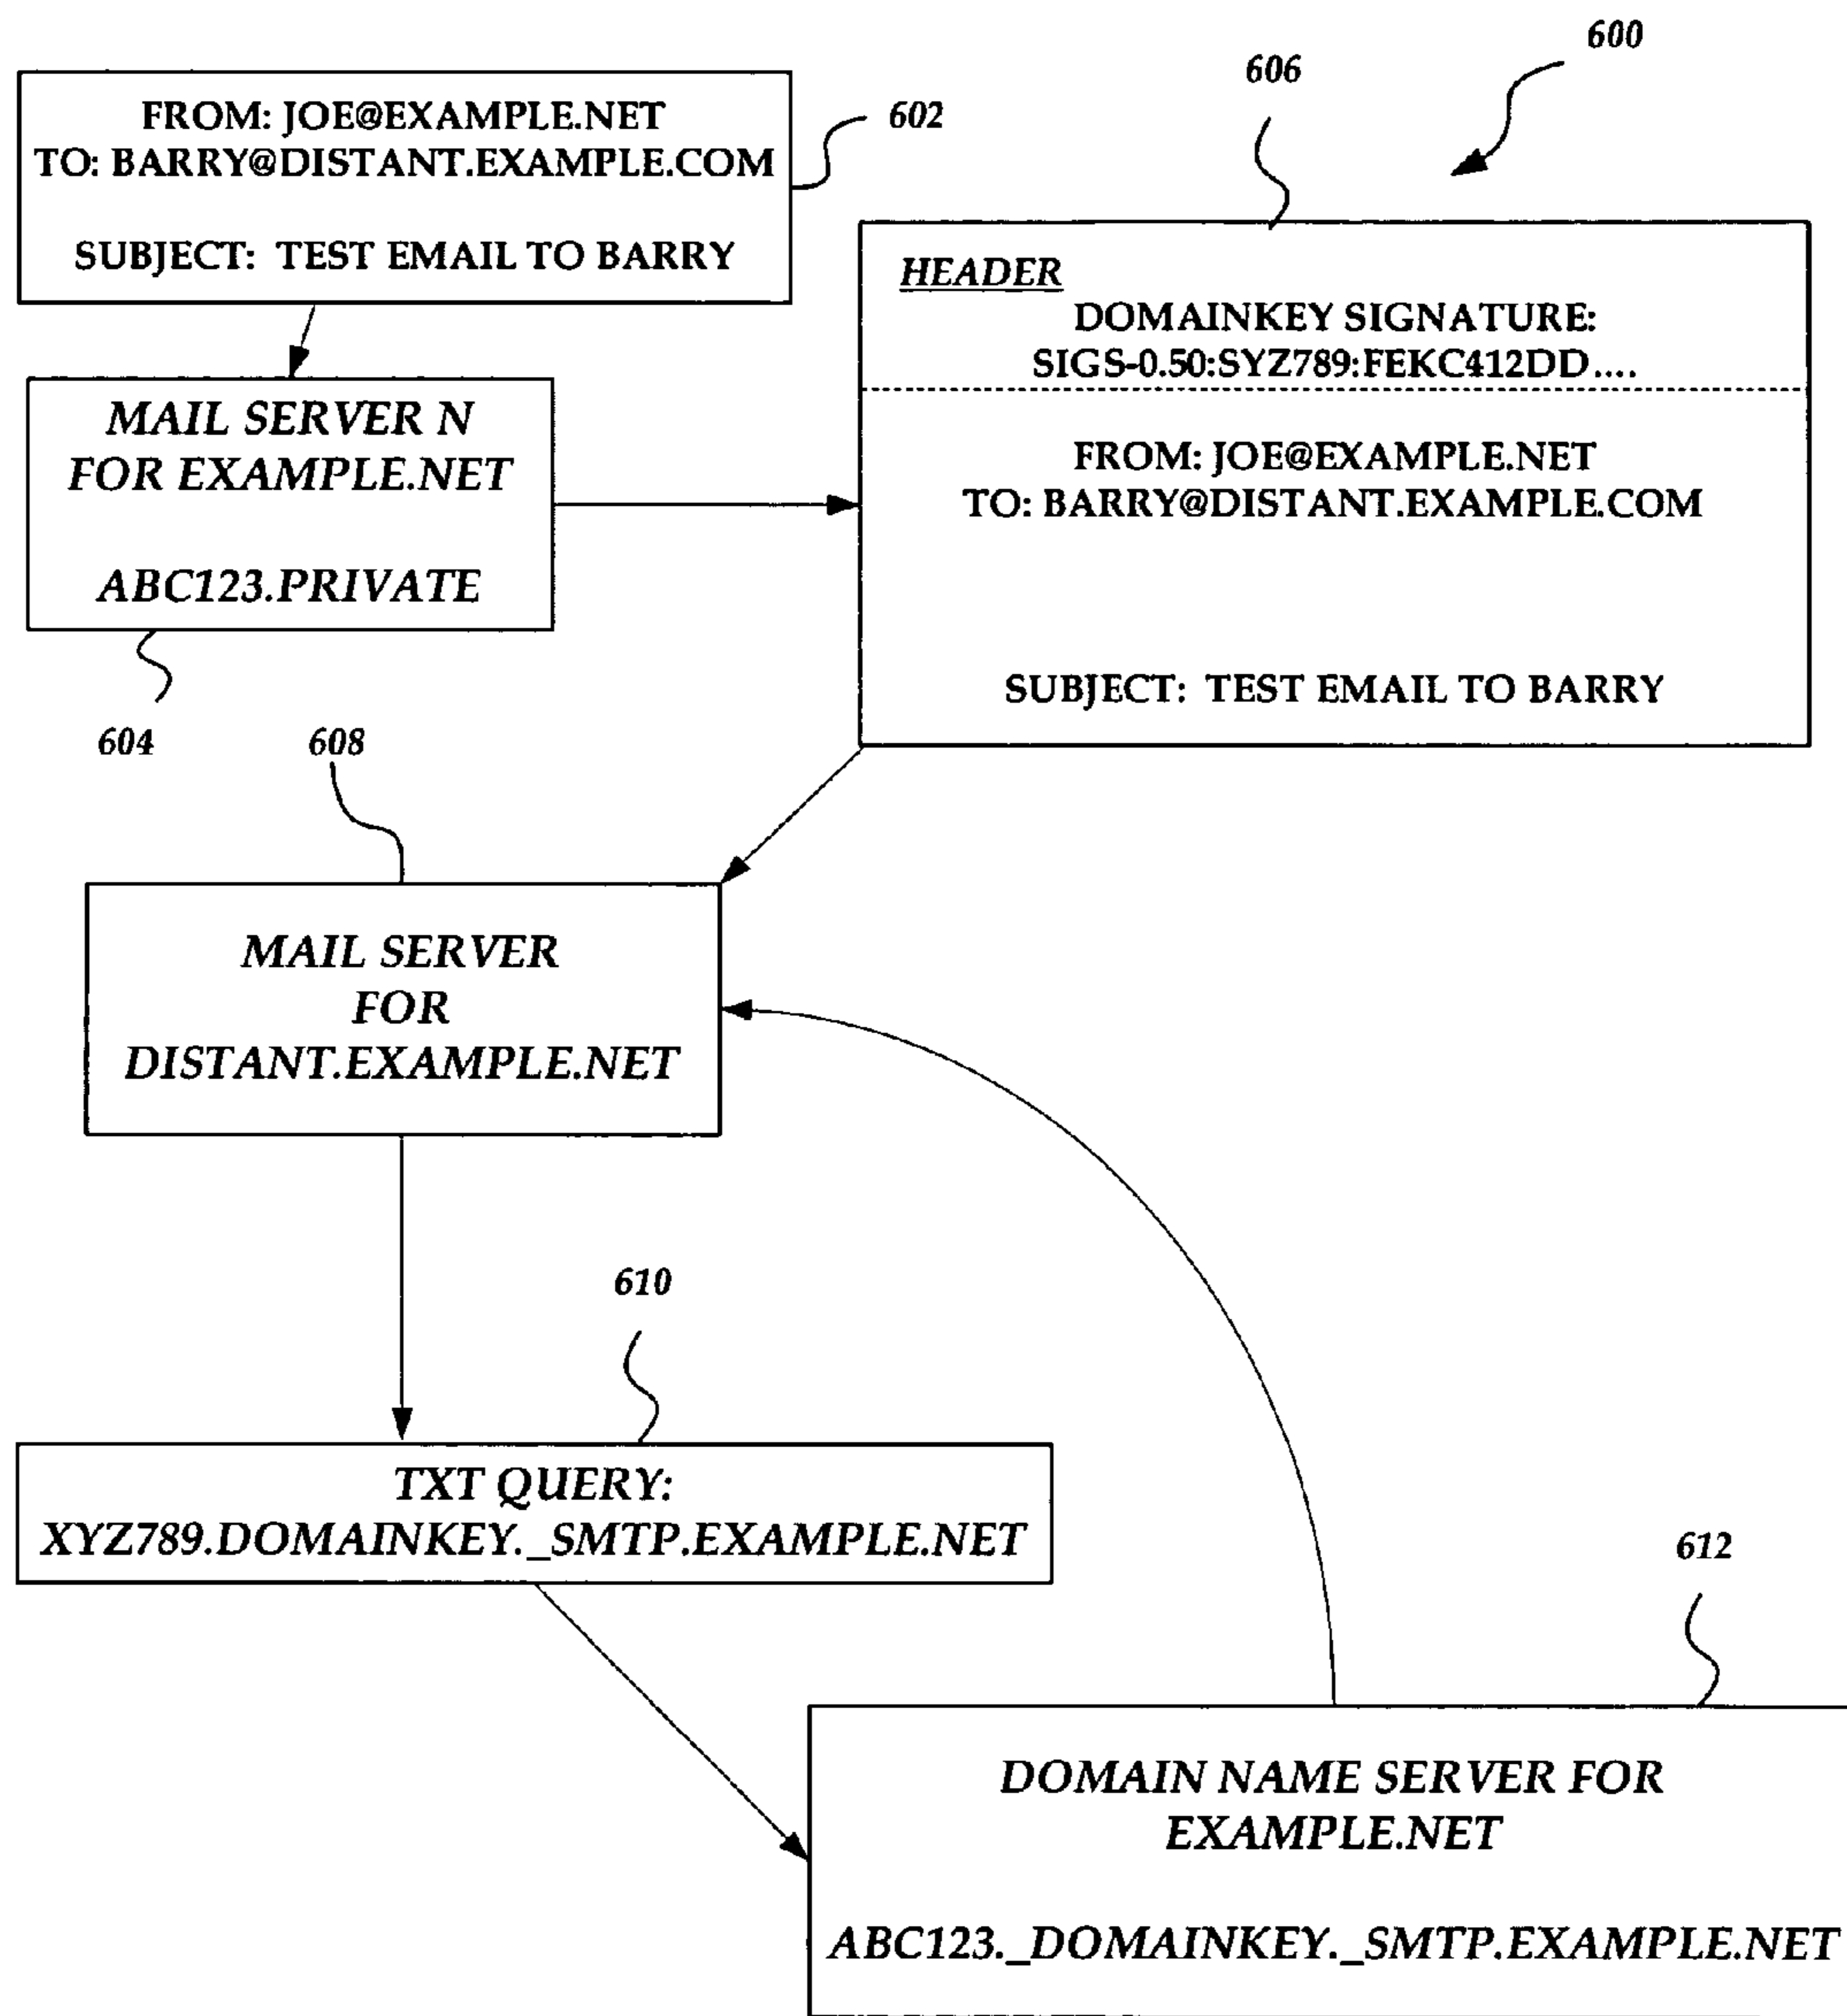 600
606
FROM: JOE@EXAMPLE.NET
TO: BARRY@DISTANT.EXAMPLE.COM
SUBJECT: TEST EMAIL TO BARRY
602
HEADER
DOMAINKEY SIGNATURE:
SIGS-0.50:SYZ789:FEKC412DD....
MAIL SERVER N
FOR EXAMPLE.NET
ABC123.PRIVATE
FROM: JOE@EXAMPLE.NET
TO: BARRY@DISTANT.EXAMPLE.COM
SUBJECT: TEST EMAIL TO BARRY
604
608
MAIL SERVER
FOR
DISTANT.EXAMPLE.NET
610
TXT QUERY:
XYZ789.DOMAINKEY._SMTP.EXAMPLE.NET
612
DOMAIN NAME SERVER FOR
EXAMPLE.NET
ABC123._DOMAINKEY._SMTP.EXAMPLE.NET